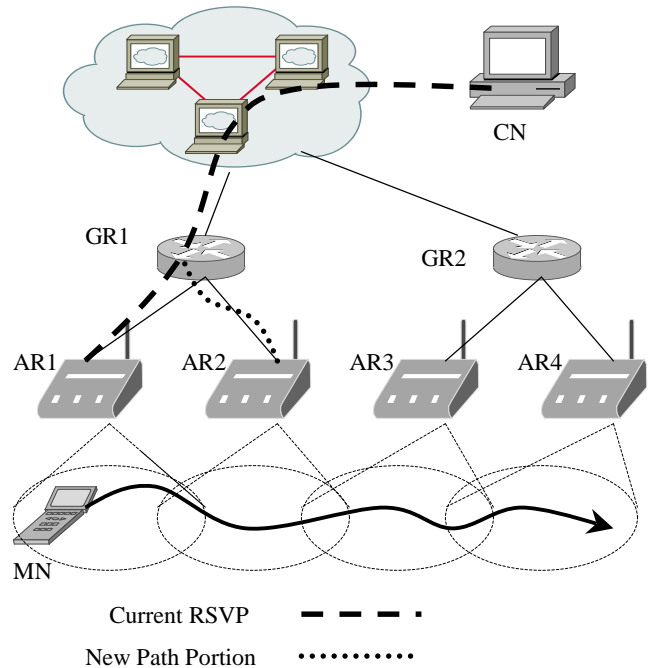 CN
GR1
GR2
AR1
AR2
AR3
AR4
MN
Current RSVP
New Path Portion